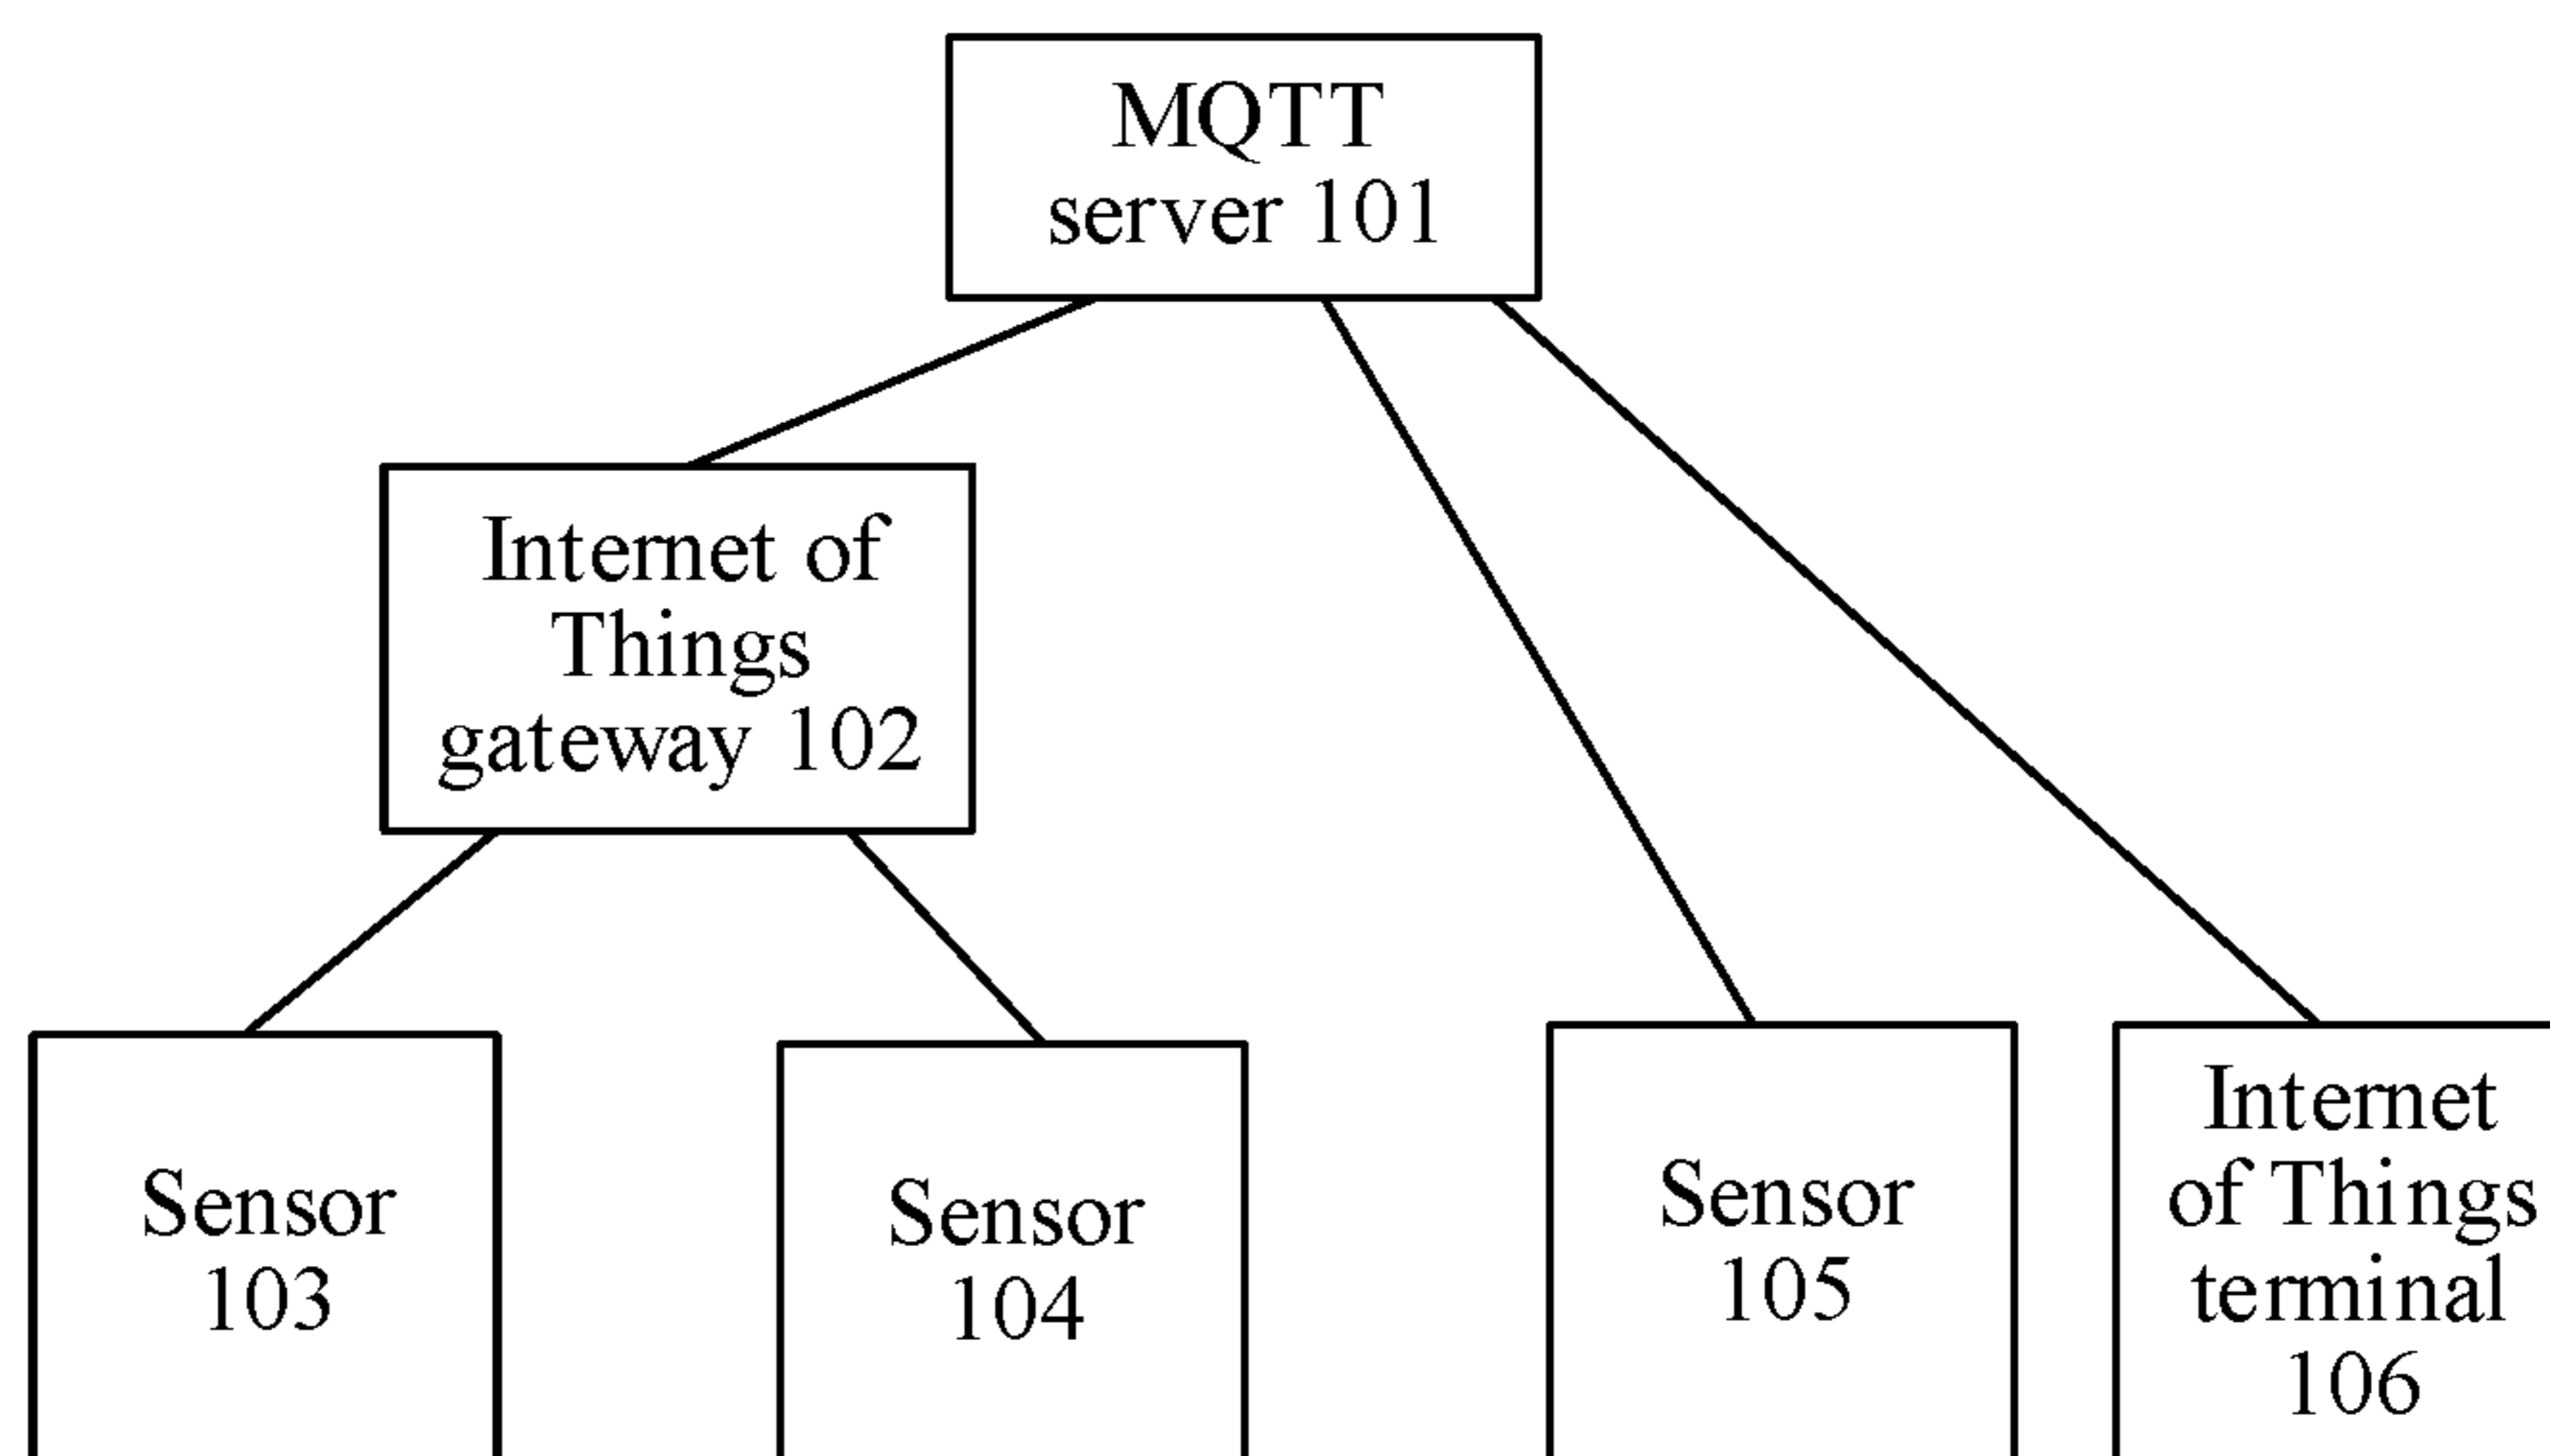 MQTT
server 101
Internet of
Things
gateway 102
Sensor
103
Sensor
104
Sensor
105
Internet
of Things
terminal
106